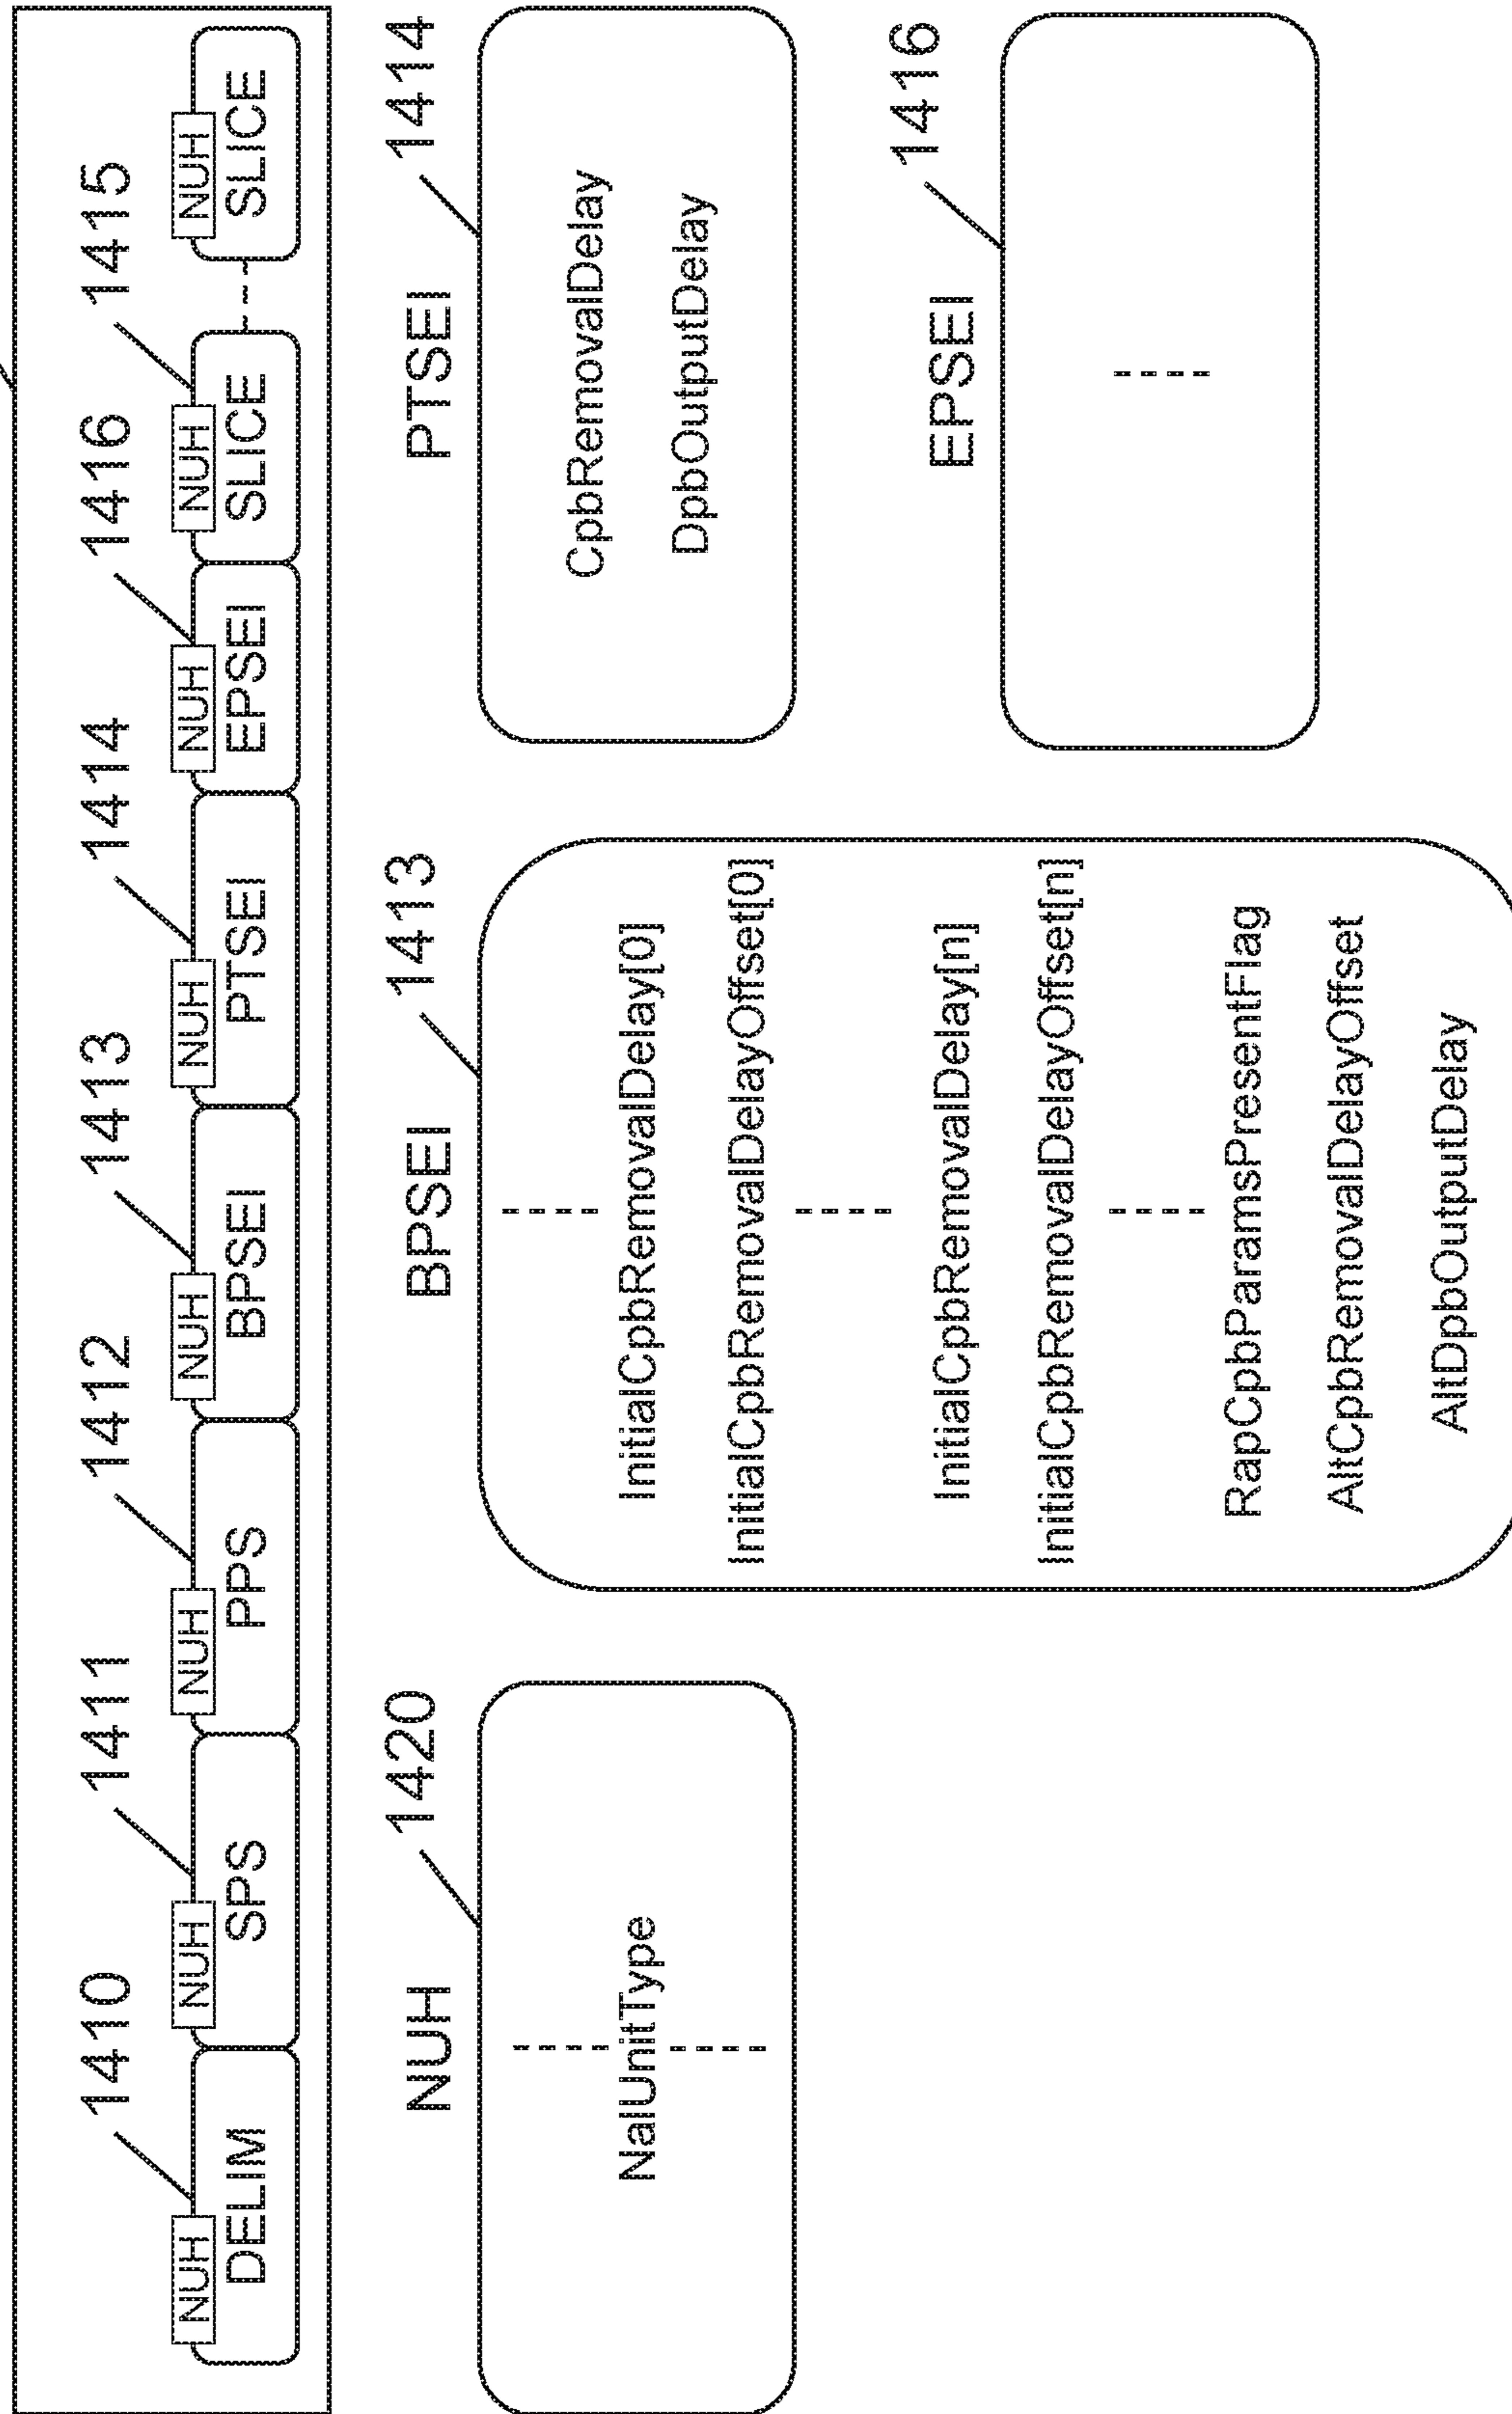 1410
1411
1412
1413
1414
1416
1415
NUH
NUH
NUH
NUH
NUH
NUH
NUH
NUH
DELIM
SPS
PPS
BPSEI
PTSEI
EPSEI
SLICE
SLICE
NUH
1420
NalUnitType
BPSEI
1413
InitialCpbRemovalDelay[0]
InitialCpbRemovalDelayOffset[0]
InitialCpbRemovalDelay[n]
InitialCpbRemovalDelayOffset[n]
RapCpbParamsPresentFlag
AltCpbRemovalDelayOffset
AltDpbOutputDelay
PTSEI
1414
CpbRemovalDelay
DpbOutputDelay
EPSEI
1416